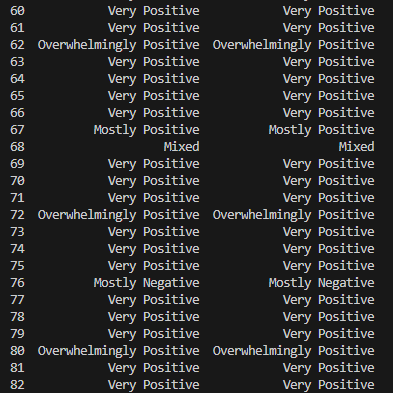 60 Very Positive Very Positive
61 Very Positive Very Positive
62 Overwhelmingly Positive Overwhelmingly Positive
63 Very Positive Very Positive
64 Very Positive Very Positive
65 Very Positive Very Positive
66 Very Positive Very Positive
67 Mostly Positive Mostly Positive
68 Mixed Mixed
69 Very Positive Very Positive
70 Very Positive Very Positive
71 Very Positive Very Positive
72 Overwhelmingly Positive Overwhelmingly Positive
73 Very Positive Very Positive
74 Very Positive Very Positive
75 Very Positive Very Positive
76 Mostly Negative Mostly Negative
77 Very Positive Very Positive
78 Very Positive Very Positive
79 Very Positive Very Positive
80 Overwhelmingly Positive Overwhelmingly Positive
81 Very Positive Very Positive
82 Very Positive Very Positive